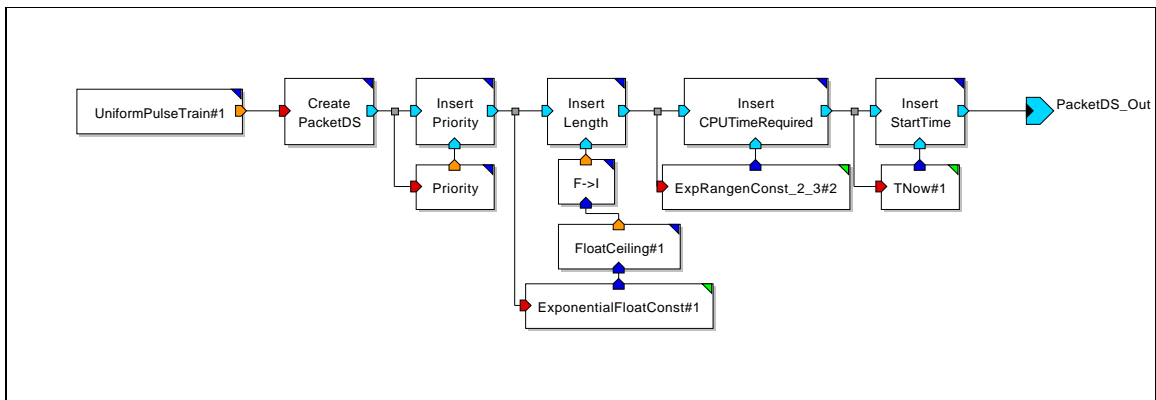 UniformPulseTrain#1
Create
PacketDS
Insert
Priority
Insert
Length
Insert
CPUTimeRequired
Insert
StartTime
PacketDS_Out
Priority
F->I
ExpRangenConst_2_3#2
TNow#1
FloatCeiling#1
ExponentialFloatConst#1